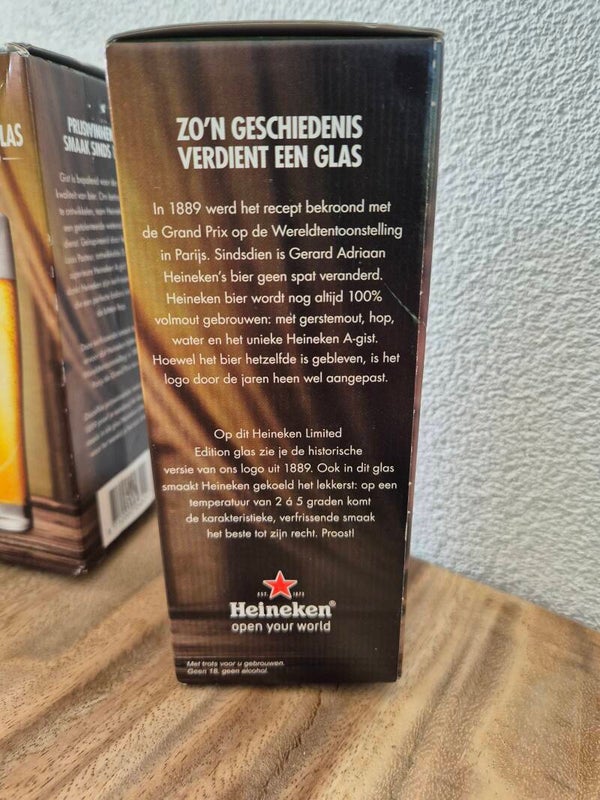 LAS
SMAAK SINDS
ZO'N GESCHIEDENIS
VERDIENT EEN GLAS
In 1889 werd het recept bekroond met
de Grand Prix op de Wereldtentoonstelling
in Parijs. Sindsdien is Gerard Adriaan
Heineken's bier geen spat veranderd.
Heineken bier wordt nog altijd 100%
volmout gebrouwen: met gerstemout, hop,
water en het unieke Heineken A-gist.
Hoewel het bier hetzelfde is gebleven, is het
logo door de jaren heen wel aangepast.
Op dit Heineken Limited
Edition glas zie je de historische
versie van ons logo uit 1889. Ook in dit glas
smaakt Heineken gekoeld het lekkerst: op een
temperatuur van 2 á 5 graden komt
de karakteristieke, verfrissende smaak
het beste tot zijn recht. Proost!
EST. 1873
Heineken®
open your world
Met trots voor u gebrouwen.
Geen 18, geen alcohol.